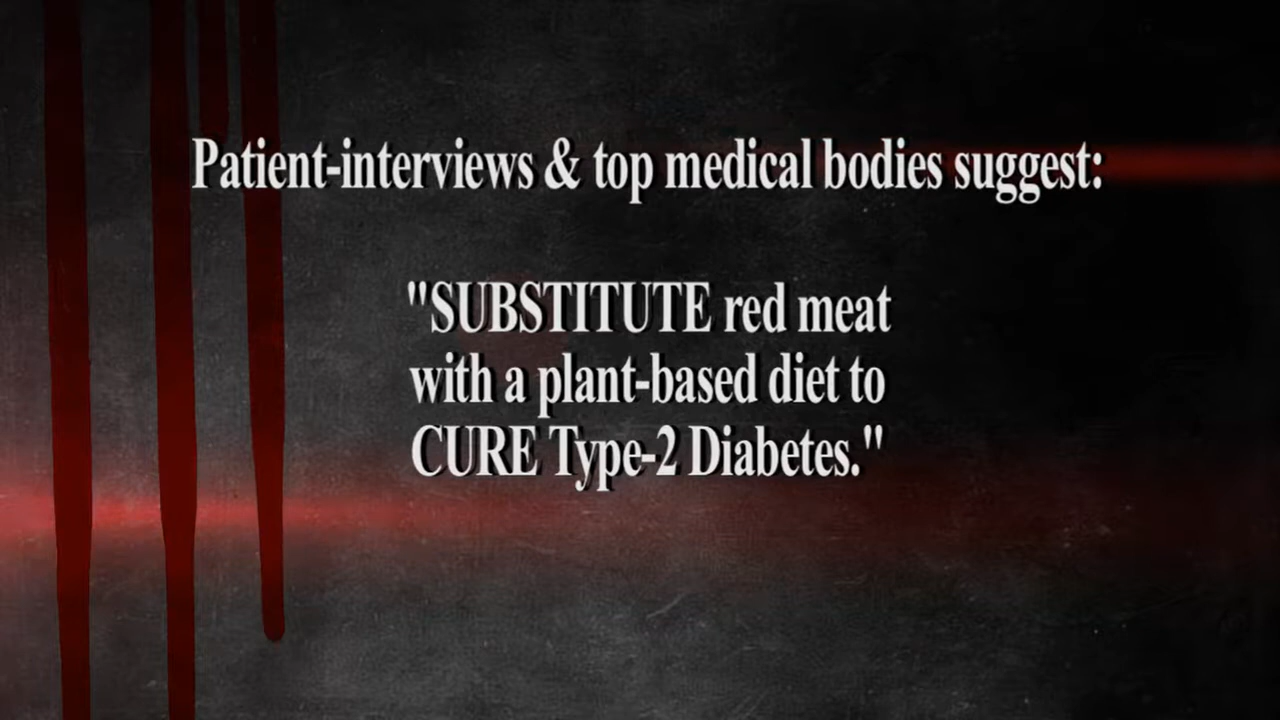 Patient-interviews & top medical bodies suggest:
"SUBSTITUTE red meat
with a plant-based diet to
CURE Type-2 Diabetes."